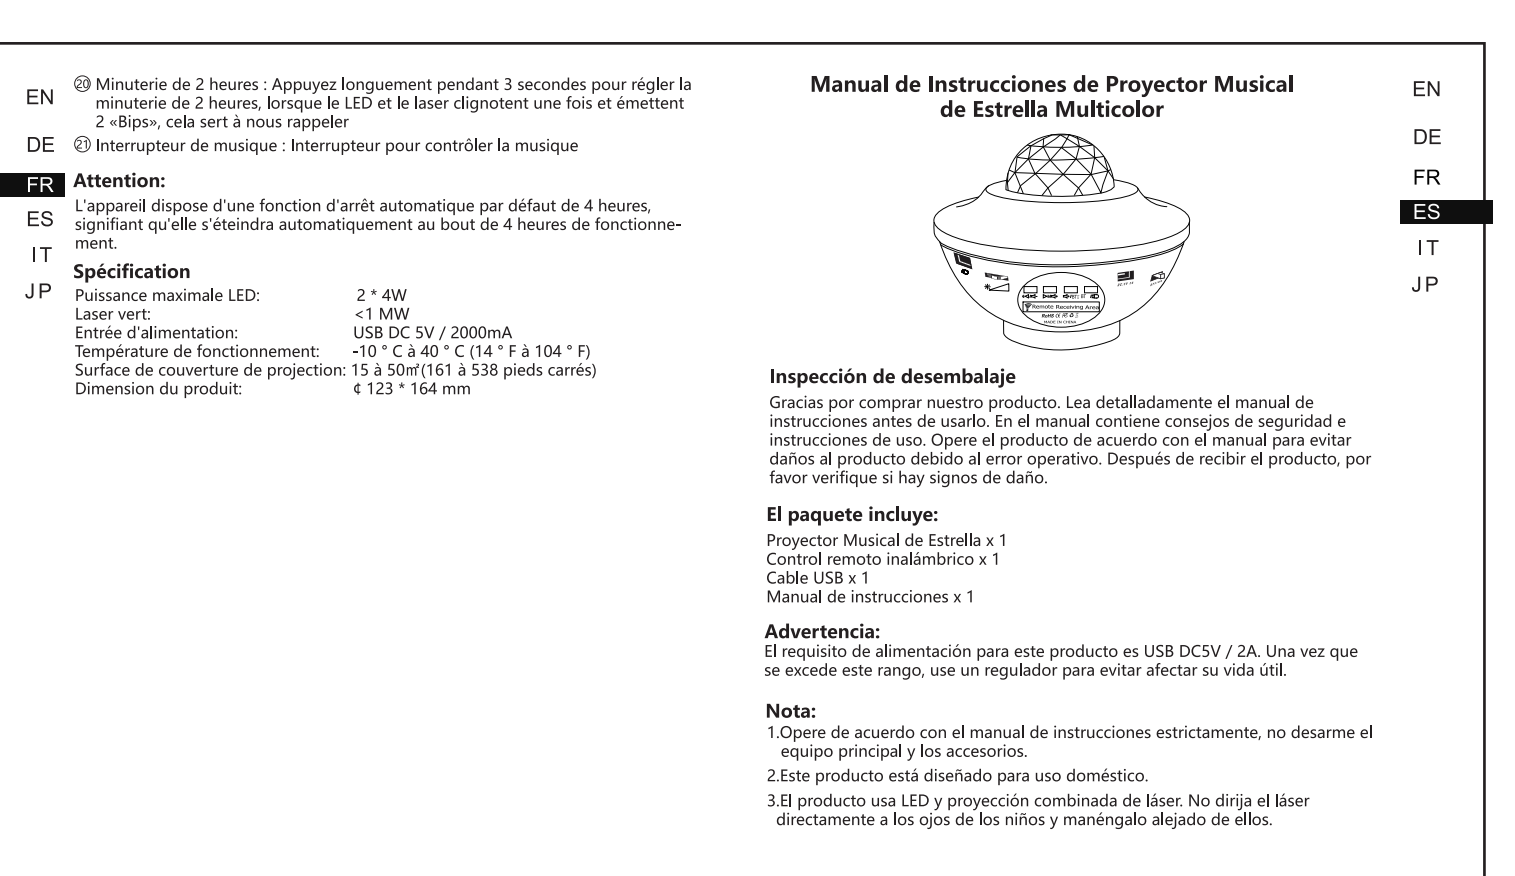 EN
DE
FR
ES
IT
JP
⑳ Minuterie de 2 heures : Appuyez longuement pendant 3 secondes pour régler la
minuterie de 2 heures, lorsque le LED et le laser clignotent une fois et émettent
2 «Bips», cela sert à nous rappeler
㉑ Interrupteur de musique : Interrupteur pour contrôler la musique
Attention:
L'appareil dispose d'une fonction d'arrêt automatique par défaut de 4 heures,
signifiant qu'elle s'éteindra automatiquement au bout de 4 heures de fonctionne-
ment.
Spécification
Puissance maximale LED: 2 * 4W
Laser vert: <1 MW
Entrée d'alimentation: USB DC 5V / 2000mA
Température de fonctionnement: -10 ° C à 40 ° C (14 ° F à 104 ° F)
Surface de couverture de projection: 15 à 50㎡(161 à 538 pieds carrés)
Dimension du produit: ¢ 123 * 164 mm
Manual de Instrucciones de Proyector Musical
de Estrella Multicolor
Remote Receiving Area
RoHS CE
MADE IN CHINA
Inspección de desembalaje
Gracias por comprar nuestro producto. Lea detalladamente el manual de
instrucciones antes de usarlo. En el manual contiene consejos de seguridad e
instrucciones de uso. Opere el producto de acuerdo con el manual para evitar
daños al producto debido al error operativo. Después de recibir el producto, por
favor verifique si hay signos de daño.
El paquete incluye:
Proyector Musical de Estrella x 1
Control remoto inalámbrico x 1
Cable USB x 1
Manual de instrucciones x 1
Advertencia:
El requisito de alimentación para este producto es USB DC5V / 2A. Una vez que
se excede este rango, use un regulador para evitar afectar su vida útil.
Nota:
1.Opere de acuerdo con el manual de instrucciones estrictamente, no desarme el
equipo principal y los accesorios.
2.Este producto está diseñado para uso doméstico.
3.El producto usa LED y proyección combinada de láser. No dirija el láser
directamente a los ojos de los niños y manéngalo alejado de ellos.
EN
DE
FR
ES
IT
JP